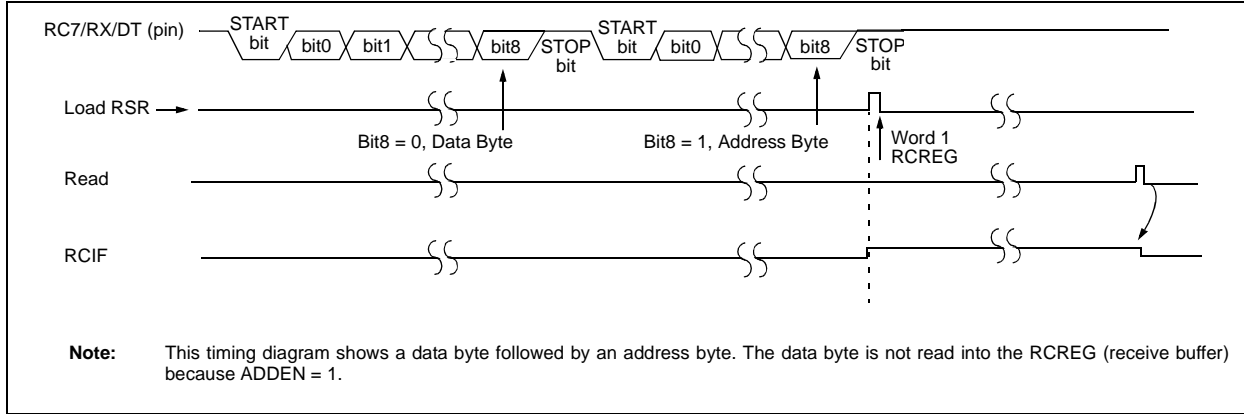 RC7/RX/DT (pin)
START
bit
bit0
bit1
bit8
STOP
bit
START
bit
bit0
bit8
STOP
bit
Load RSR
Bit8 = 0, Data Byte
Bit8 = 1, Address Byte
Word 1
RCREG
Read
RCIF
Note: This timing diagram shows a data byte followed by an address byte. The data byte is not read into the RCREG (receive buffer)
because ADDEN = 1.